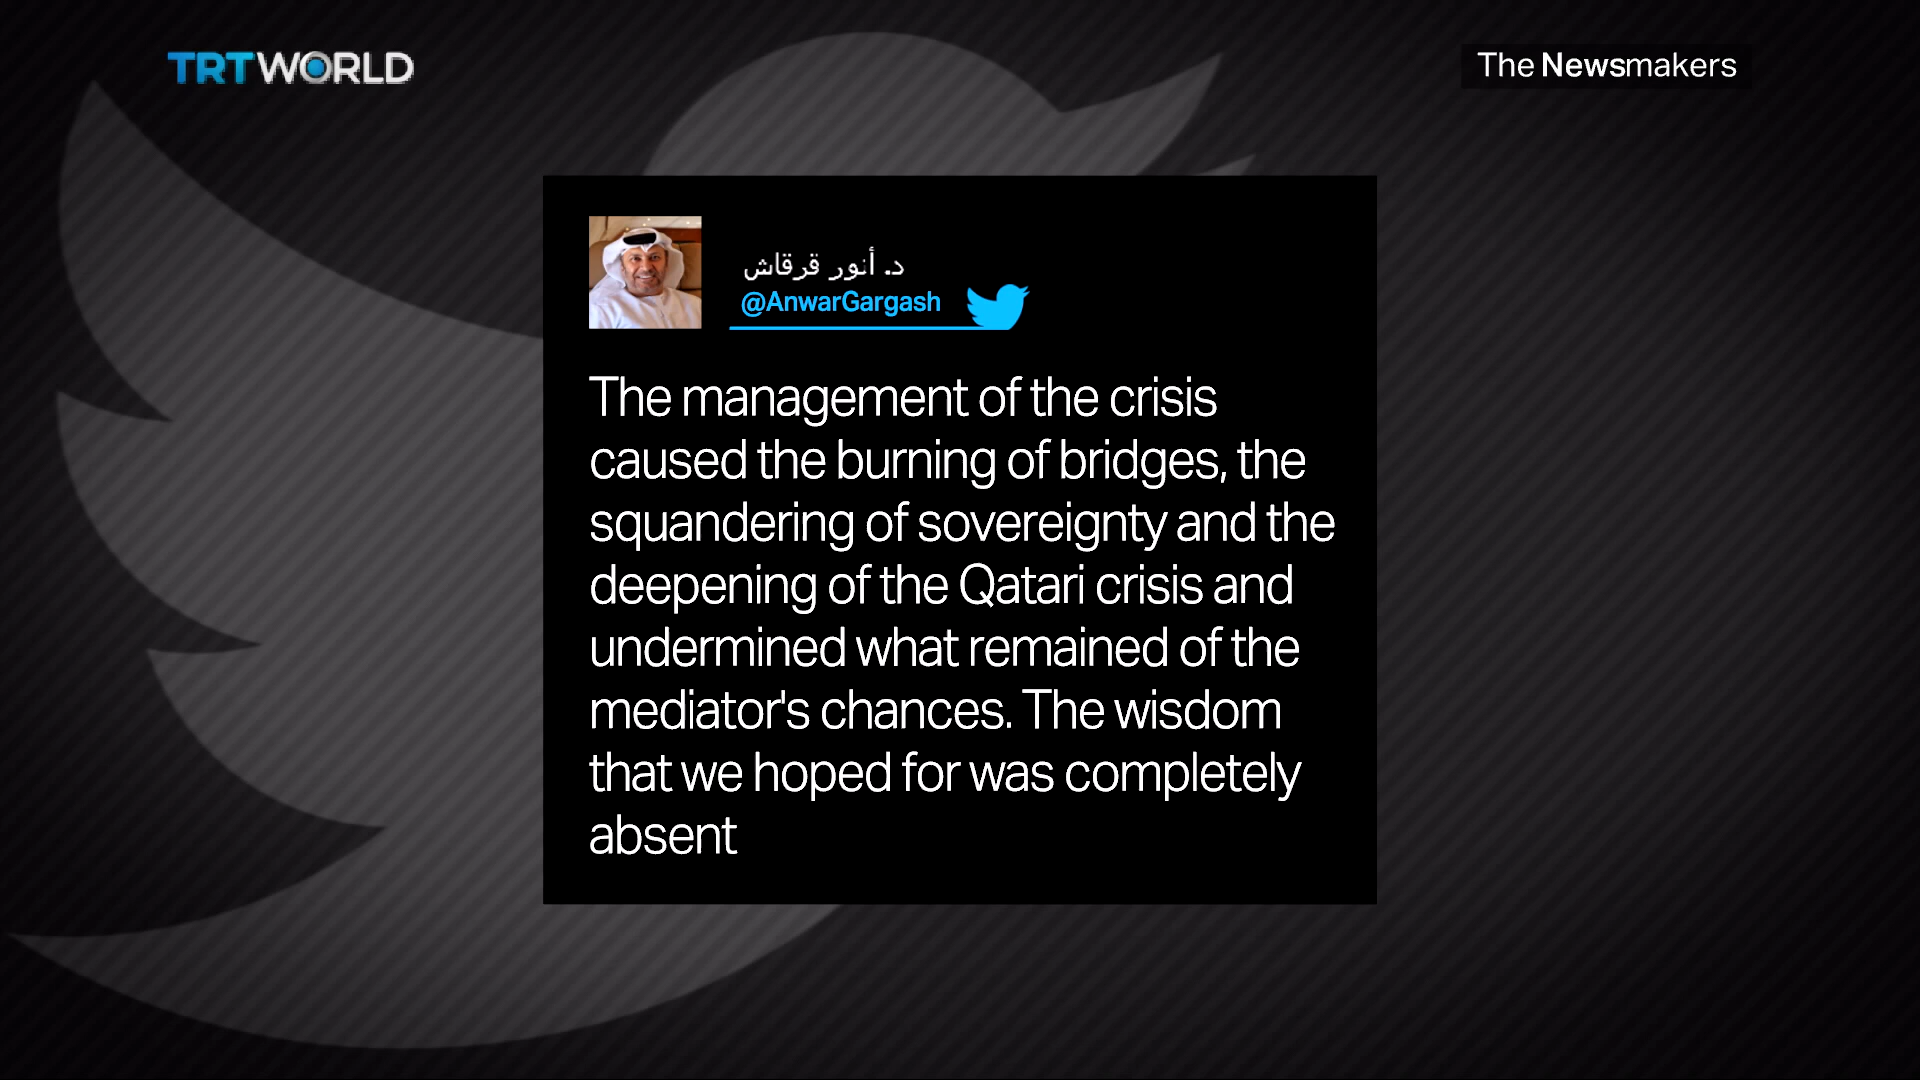 TRT WORLD
The Newsmakers
د. أنور قرقاش
@AnwarGargash
The management of the crisis
caused the burning of bridges, the
squandering of sovereignty and the
deepening of the Qatari crisis and
undermined what remained of the
mediator's chances. The wisdom
that we hoped for was completely
absent